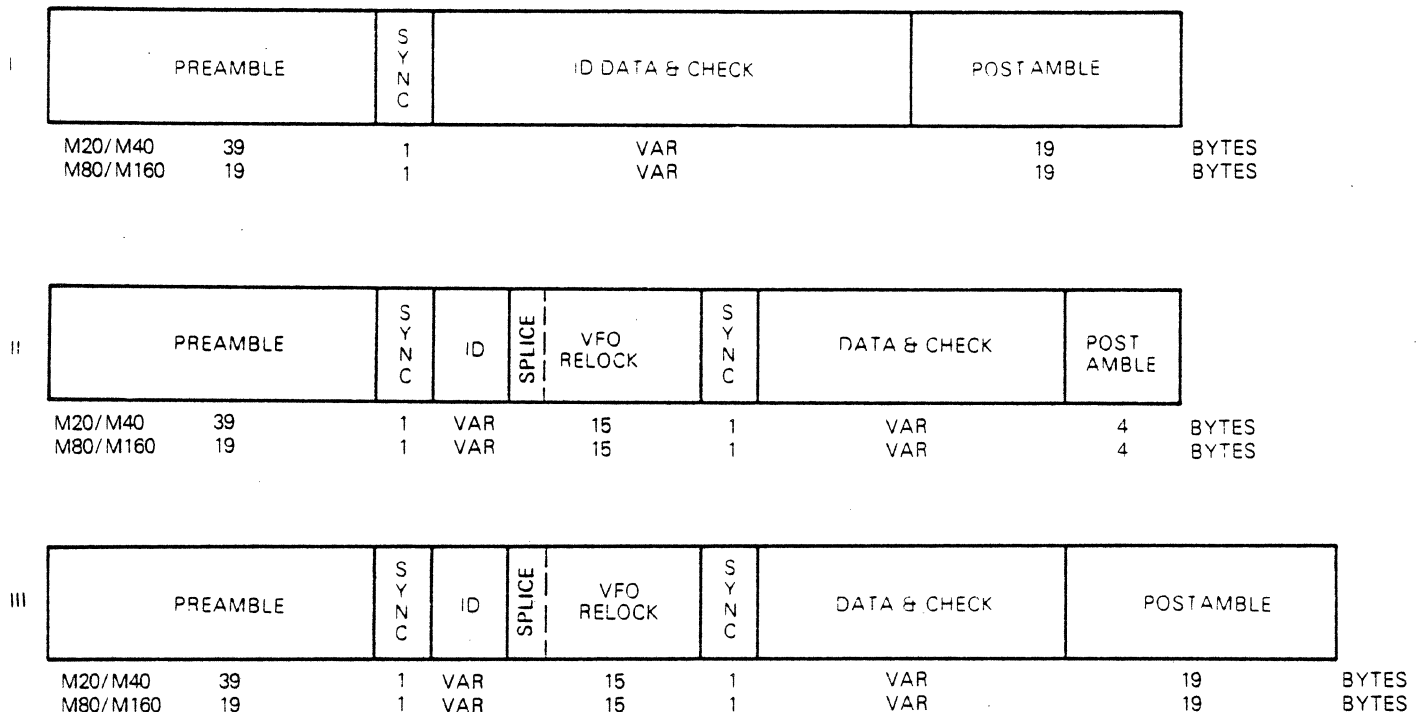 I PREAMBLE SYNC ID DATA & CHECK POSTAMBLE
M20/M40 39 1 VAR 19 BYTES
M80/M160 19 1 VAR 19 BYTES
II PREAMBLE SYNC ID SPLICE VFO RELOCK SYNC DATA & CHECK POST AMBLE
M20/M40 39 1 VAR 15 1 VAR 4 BYTES
M80/M160 19 1 VAR 15 1 VAR 4 BYTES
III PREAMBLE SYNC ID SPLICE VFO RELOCK SYNC DATA & CHECK POSTAMBLE
M20/M40 39 1 VAR 15 1 VAR 19 BYTES
M80/M160 19 1 VAR 15 1 VAR 19 BYTES